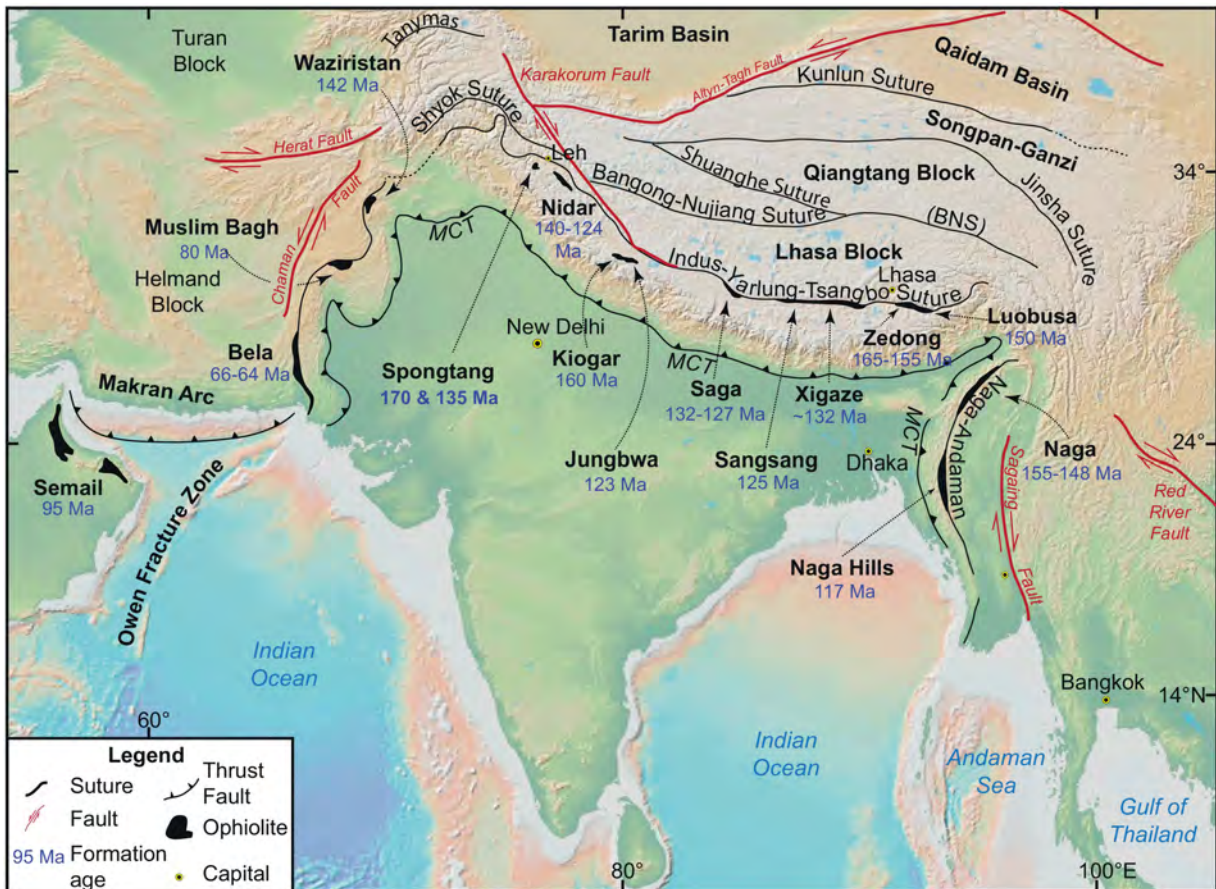 Turan
Block
Tanymas
Tarim Basin
Qaidam Basin
Waziristan
142 Ma
Karakorum Fault
Altyn-Tagh Fault
Kunlun Suture
Shyok Suture
Songpan-Ganzi
Herat Fault
Leh
Shuanghe Suture
Qiangtang Block
34°
Jinsha Suture
Bangong-Nujiang Suture
(BNS)
Muslim Bagh
80 Ma
Chaman
Fault
MCT
Nidar
140-124
Ma
Lhasa Block
Helmand
Block
Indus-Yarlung-Tsangbo Suture
Lhasa
Luobusa
150 Ma
New Delhi
Zedong
165-155 Ma
Bela
66-64 Ma
Kiogar
160 Ma
MCT
Makran Arc
Spongtang
170 & 135 Ma
Saga
132-127 Ma
Xigaze
~132 Ma
Naga-Andaman
MCT
Naga
155-148 Ma
24°
Semail
95 Ma
Jungbwa
123 Ma
Sangsang
125 Ma
Dhaka
Sagaing
Fault
Red
River
Fault
Owen Fracture Zone
Naga Hills
117 Ma
Indian
Ocean
Bangkok
14°N
60°
Indian
Ocean
Andaman
Sea
Gulf of
Thailand
Legend
Suture
Thrust
Fault
Fault
Ophiolite
95 Ma Formation
age
Capital
80°
100°E